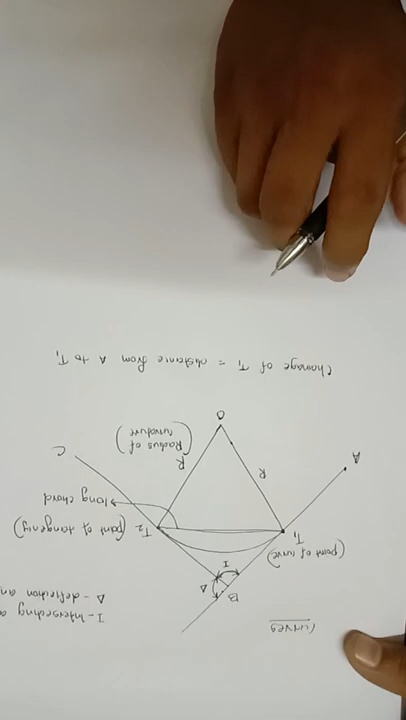 Curves
I - Intersecting
Δ - deflection
B
Δ
I
T₁
(point of curve)
T₂ (point of tangency)
long chord
A
C
R
R
(Radius of
curvature)
O
Chainage of T₁ = distance from A to T₁